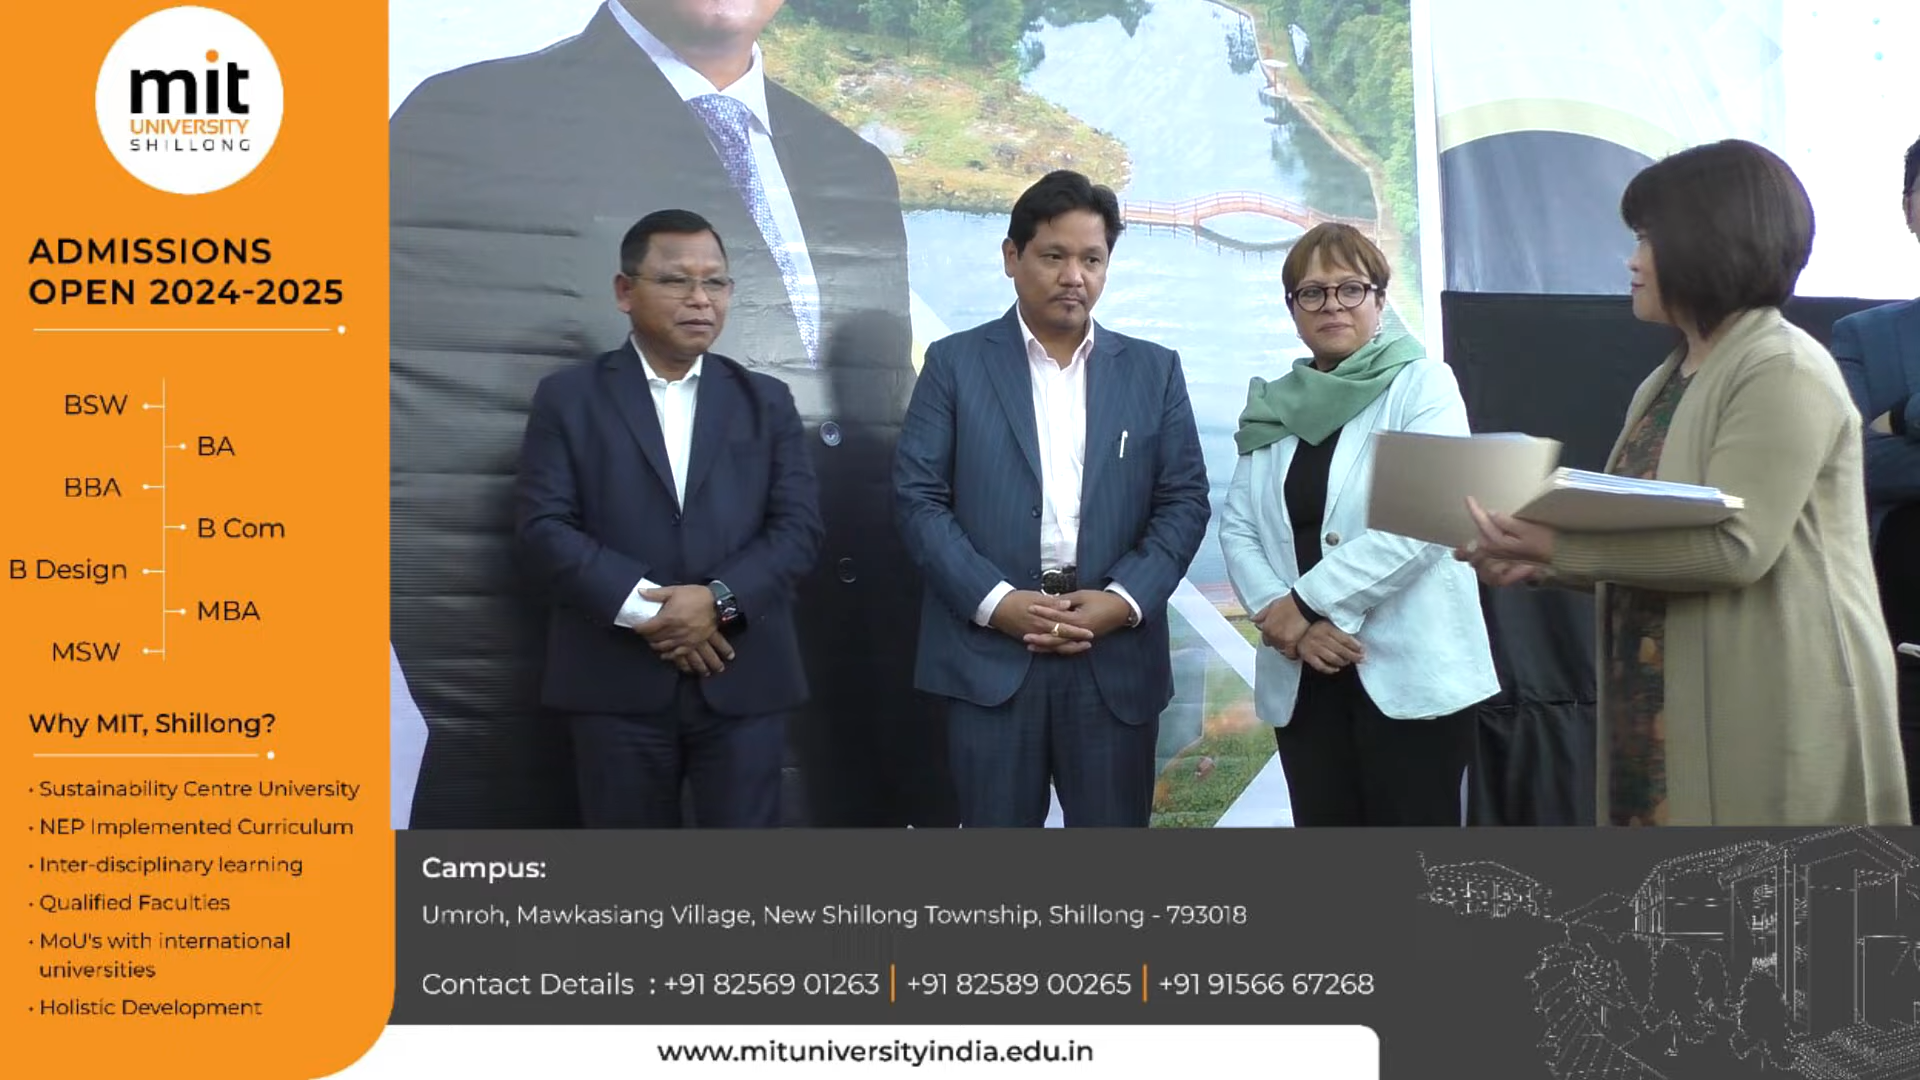 mit
UNIVERSITY
SHILLONG
ADMISSIONS
OPEN 2024-2025
BSW
BA
BBA
B Com
B Design
MBA
MSW
Why MIT, Shillong?
• Sustainability Centre University
• NEP Implemented Curriculum
• Inter-disciplinary learning
• Qualified Faculties
• MoU's with international
universities
• Holistic Development
Campus:
Umroh, Mawkasiang Village, New Shillong Township, Shillong - 793018
Contact Details : +91 82569 01263 | +91 82589 00265 | +91 91566 67268
www.mituniversityindia.edu.in